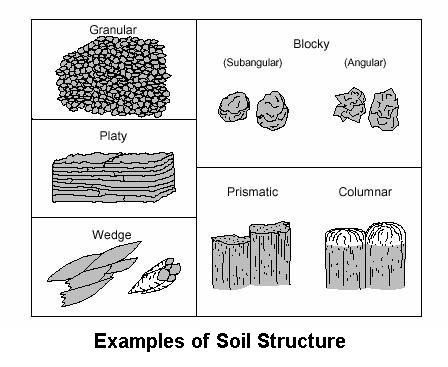 Granular
Platy
Wedge
Blocky
(Subangular) (Angular)
Prismatic Columnar
Examples of Soil Structure